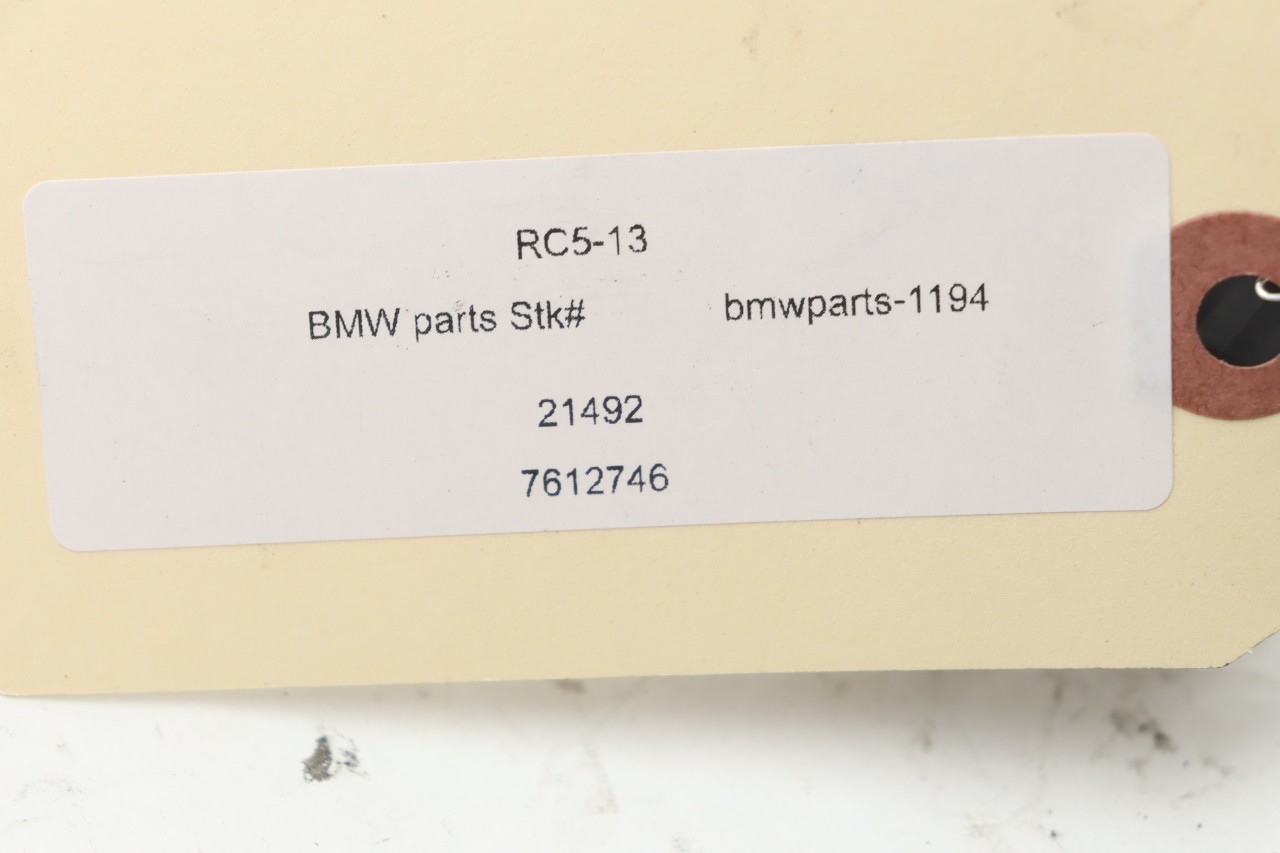 RC5-13
BMW parts Stk# bmwparts-1194
21492
7612746